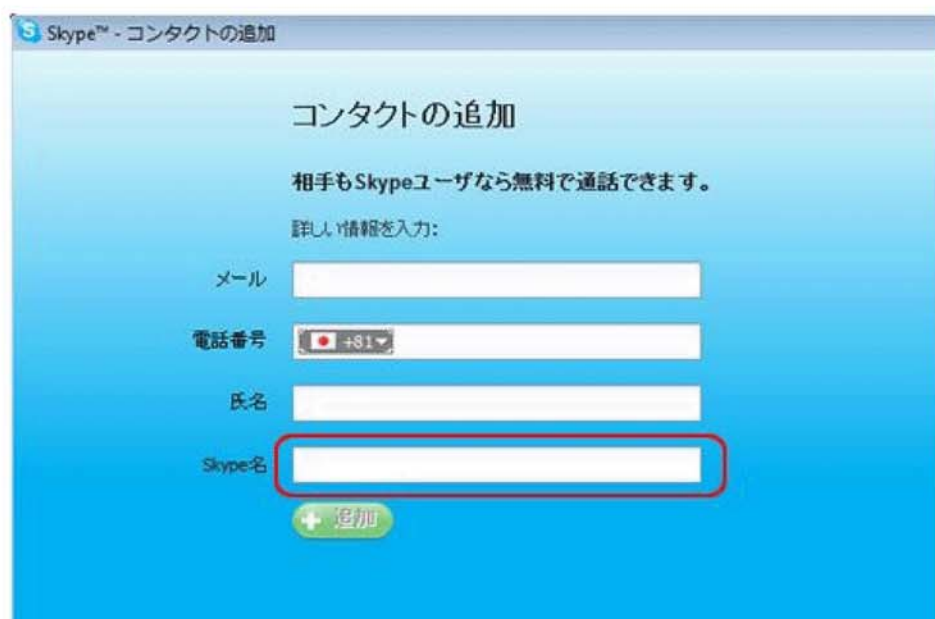 Skype™ - コンタクトの追加
コンタクトの追加
相手もSkypeユーザなら無料で通話できます。
詳しい情報を入力:
メール
電話番号 +81
氏名
Skype名
追加